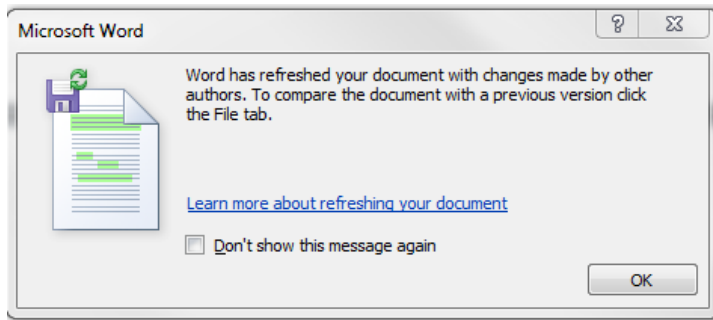 Microsoft Word
Word has refreshed your document with changes made by other
authors. To compare the document with a previous version click
the File tab.
Learn more about refreshing your document
Don't show this message again
OK